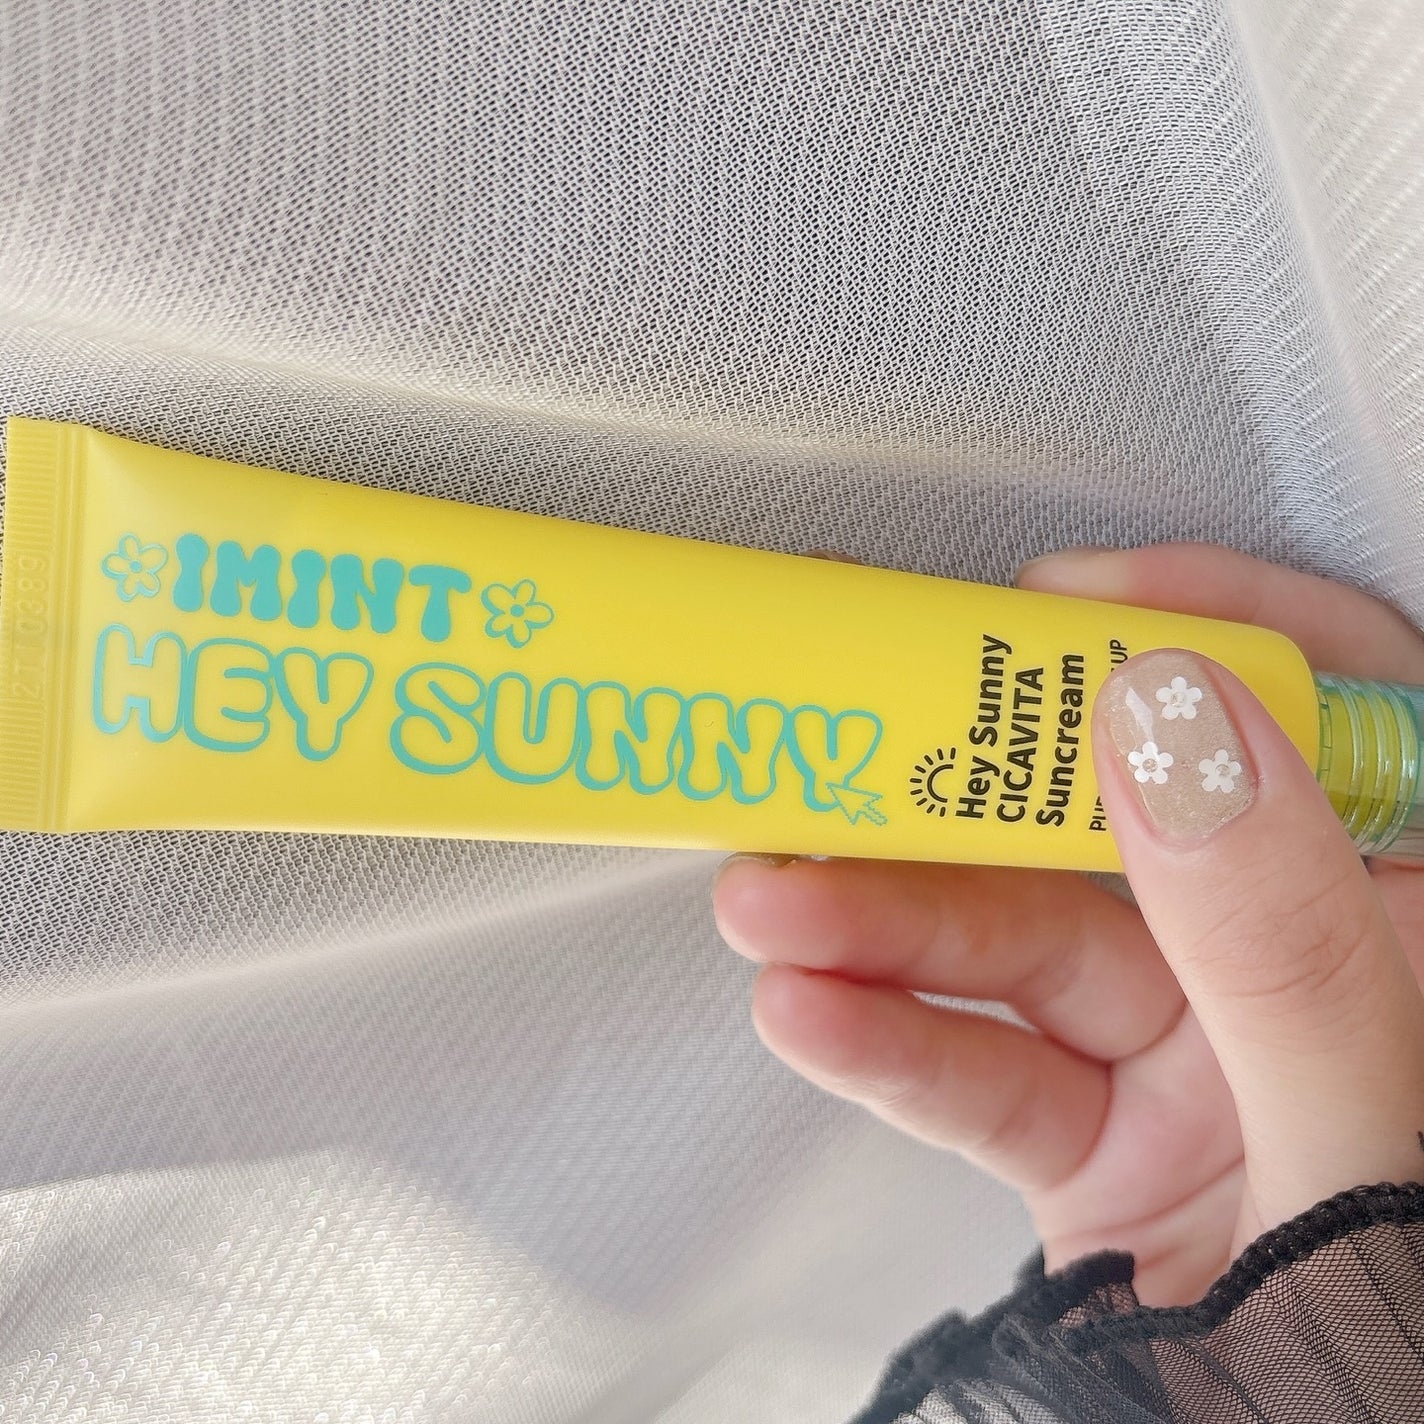 IMINT
HEY SUNNY
Hey Sunny
CICAVITA
Suncream